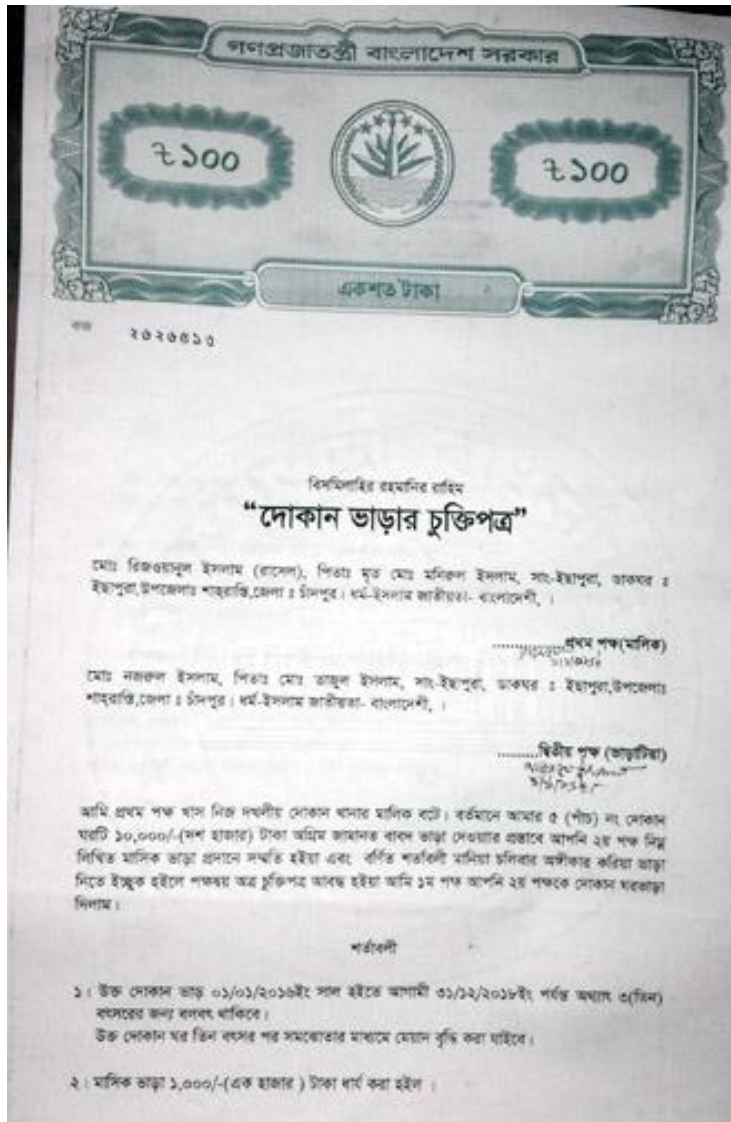 গণপ্রজাতন্ত্রী বাংলাদেশ সরকার
৳১০০ ৳১০০
একশত টাকা
কজ
বিসমিলাহির রহমানির রাহিম
“দোকান ভাড়ার চুক্তিপত্র”
মোঃ রিজওয়ানুল ইসলাম (রাসেল), পিতাঃ মৃত মোঃ মনিরুল ইসলাম, সাং-ইছাপুরা, ডাকঘর ঃ
ইছাপুরা,উপজেলাঃ শাহরাস্তি,জেলা ঃ চাঁদপুর। ধর্ম-ইসলাম জাতীয়তা- বাংলাদেশী, ।
..............প্রথম পক্ষ(মালিক)
মোঃ নজরুল ইসলাম, পিতাঃ মোঃ তাজুল ইসলাম, সাং-ইছাপুরা, ডাকঘর ঃ ইছাপুরা,উপজেলাঃ
শাহরাস্তি,জেলা ঃ চাঁদপুর। ধর্ম-ইসলাম জাতীয়তা- বাংলাদেশী, ।
.........দ্বিতীয় পক্ষ (ভাড়াটিয়া)
আমি প্রথম পক্ষ খাস নিজ দখলীয় দোকান খানার মালিক বটে। বর্তমানে আমার ৫ (পাঁচ) নং দোকান
ঘরটি ১০,০০০/-(দশ হাজার) টাকা অগ্রিম জামানত বাবদ ভাড়া দেওয়ার প্রস্তাবে আপনি ২য় পক্ষ নিম্ন
লিখিত মাসিক ভাড়া প্রদানে সম্মতি হইয়া এবং বর্ণিত শর্তাবলী মানিয়া চলিবার অঙ্গীকার করিয়া ভাড়া
নিতে ইচ্ছুক হইলে পক্ষদ্বয় অত্র চুক্তিপত্র আবদ্ধ হইয়া আমি ১ম পক্ষ আপনি ২য় পক্ষকে দোকান ঘরভাড়া
দিলাম।
শর্তাবলী
১। উক্ত দোকান ভাড় ০১/০১/২০১৬ইং সাল হইতে আগামী ৩১/১২/২০১৮ইং পর্যন্ত অথ্যাৎ ৩(তিন)
বৎসরের জন্য বলবৎ থাকিবে।
উক্ত দোকান ঘর তিন বৎসর পর সমঝোতার মাধ্যমে মেয়াদ বৃদ্ধি করা যাইবে।
২। মাসিক ভাড়া ১,০০০/-(এক হাজার ) টাকা ধার্য করা হইল ।